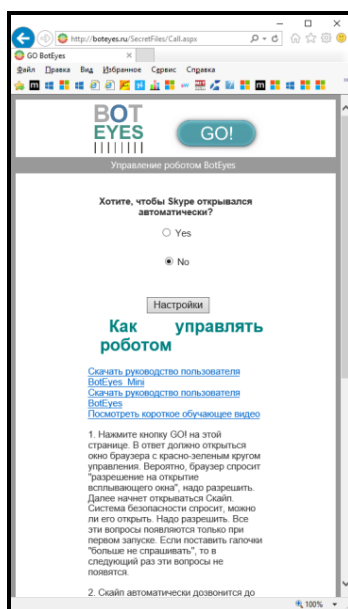 http://boteyes.ru/SecretFiles/Call.aspx
GO BotEyes
Файл Правка Вид Избранное Сервис Справка
BOT
EYES
GO!
Управление роботом BotEyes
Хотите, чтобы Skype открывался
автоматически?
Yes
No
Настройки
Как управлять
роботом
Скачать руководство пользователя
BotEyes Mini
Скачать руководство пользователя
BotEyes
Посмотреть короткое обучающее видео
1. Нажмите кнопку GO! на этой
странице. В ответ должно открыться
окно браузера с красно-зеленым кругом
управления. Вероятно, браузер спросит
"разрешение на открытие
всплывающего окна", надо разрешить.
Далее начнет открываться Скайп.
Система безопасности спросит, можно
ли его открыть. Надо разрешить. Все
эти вопросы появляются только при
первом запуске. Если поставить галочки
"больше не спрашивать", то в
следующий раз эти вопросы не
появятся.
2. Скайп автоматически дозвонится до
100%